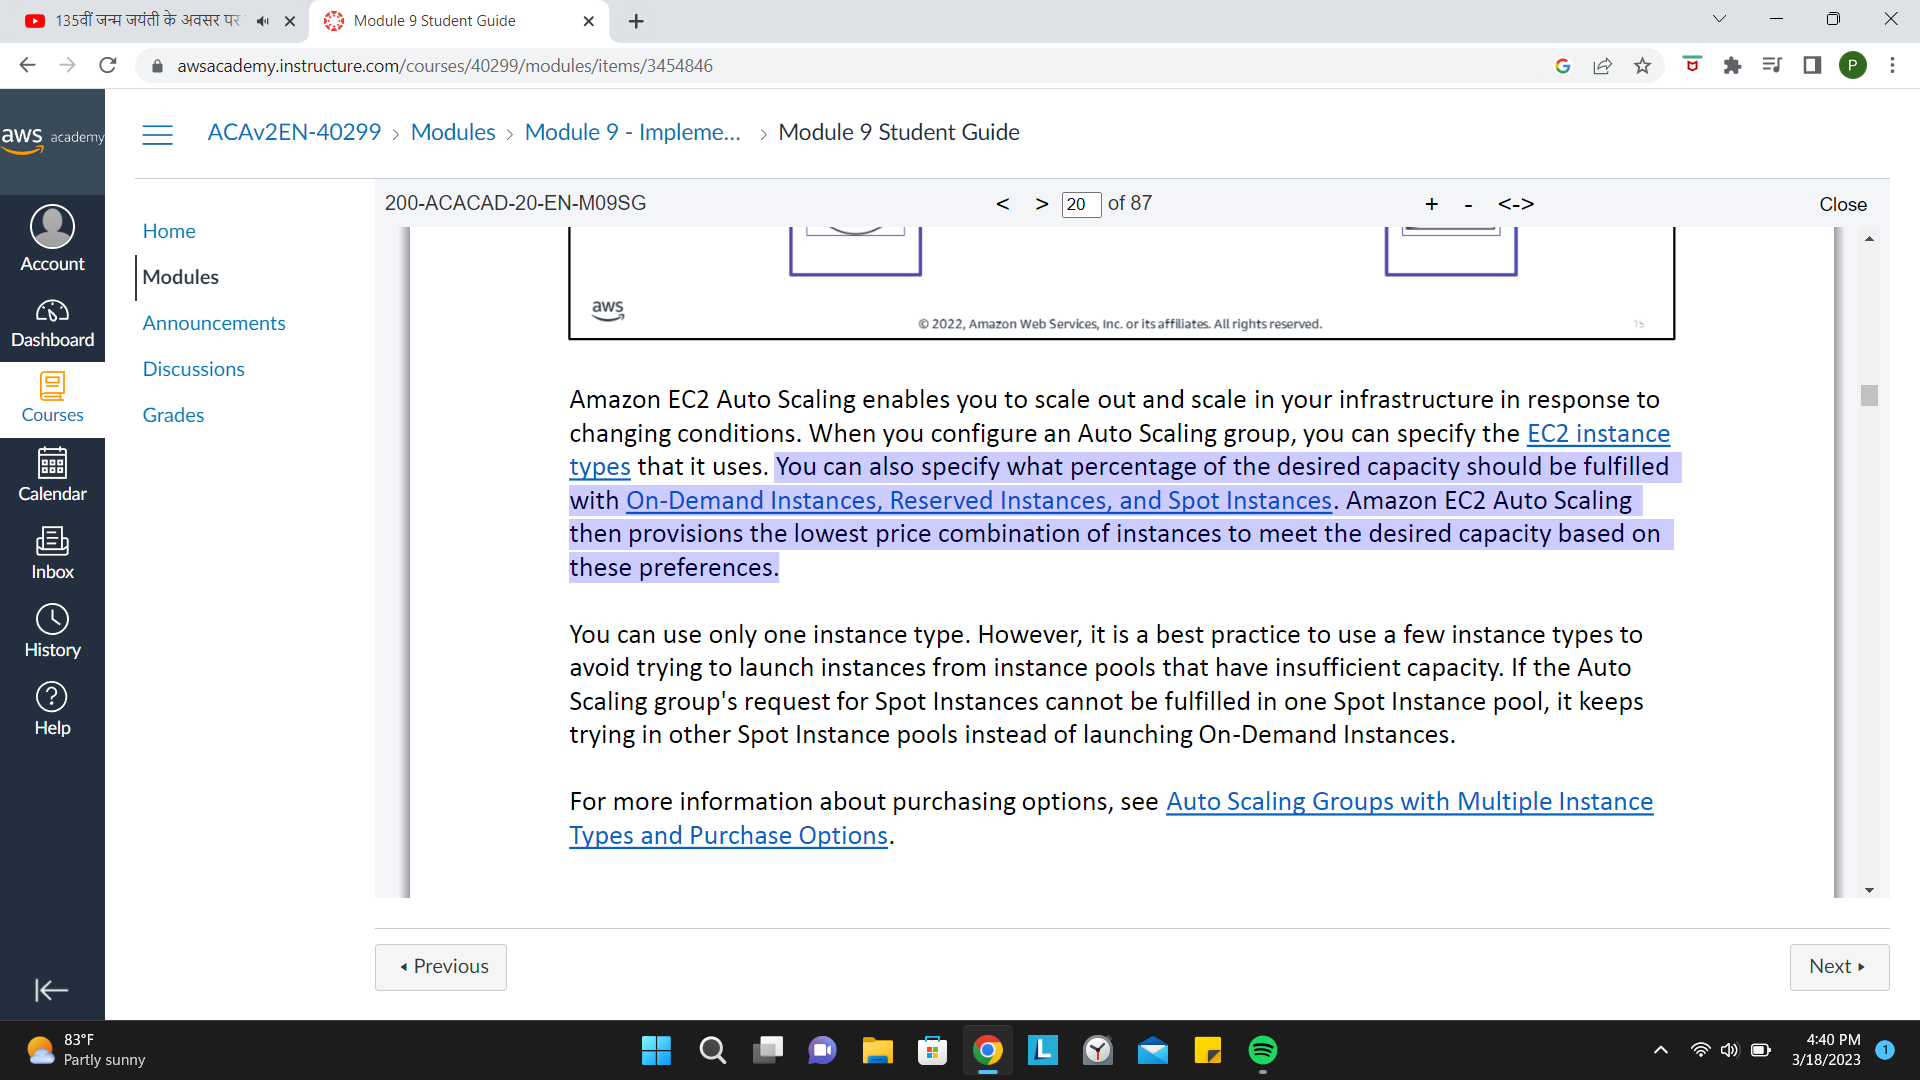 135वीं जन्म जयंती के अवसर पर
Module 9 Student Guide
awsacademy.instructure.com/courses/40299/modules/items/3454846
P
aws academy
ACAv2EN-40299 > Modules > Module 9 - Impleme... > Module 9 Student Guide
200-ACACAD-20-EN-M09SG
< > 20 of 87
+ - <->
Close
Account
Dashboard
Courses
Calendar
Inbox
History
Help
Home
Modules
Announcements
Discussions
Grades
aws
© 2022, Amazon Web Services, Inc. or its affiliates. All rights reserved.
15
Amazon EC2 Auto Scaling enables you to scale out and scale in your infrastructure in response to
changing conditions. When you configure an Auto Scaling group, you can specify the EC2 instance
types that it uses. You can also specify what percentage of the desired capacity should be fulfilled
with On-Demand Instances, Reserved Instances, and Spot Instances. Amazon EC2 Auto Scaling
then provisions the lowest price combination of instances to meet the desired capacity based on
these preferences.
You can use only one instance type. However, it is a best practice to use a few instance types to
avoid trying to launch instances from instance pools that have insufficient capacity. If the Auto
Scaling group's request for Spot Instances cannot be fulfilled in one Spot Instance pool, it keeps
trying in other Spot Instance pools instead of launching On-Demand Instances.
For more information about purchasing options, see Auto Scaling Groups with Multiple Instance
Types and Purchase Options.
Previous
Next
83°F
Partly sunny
L
4:40 PM
3/18/2023
1